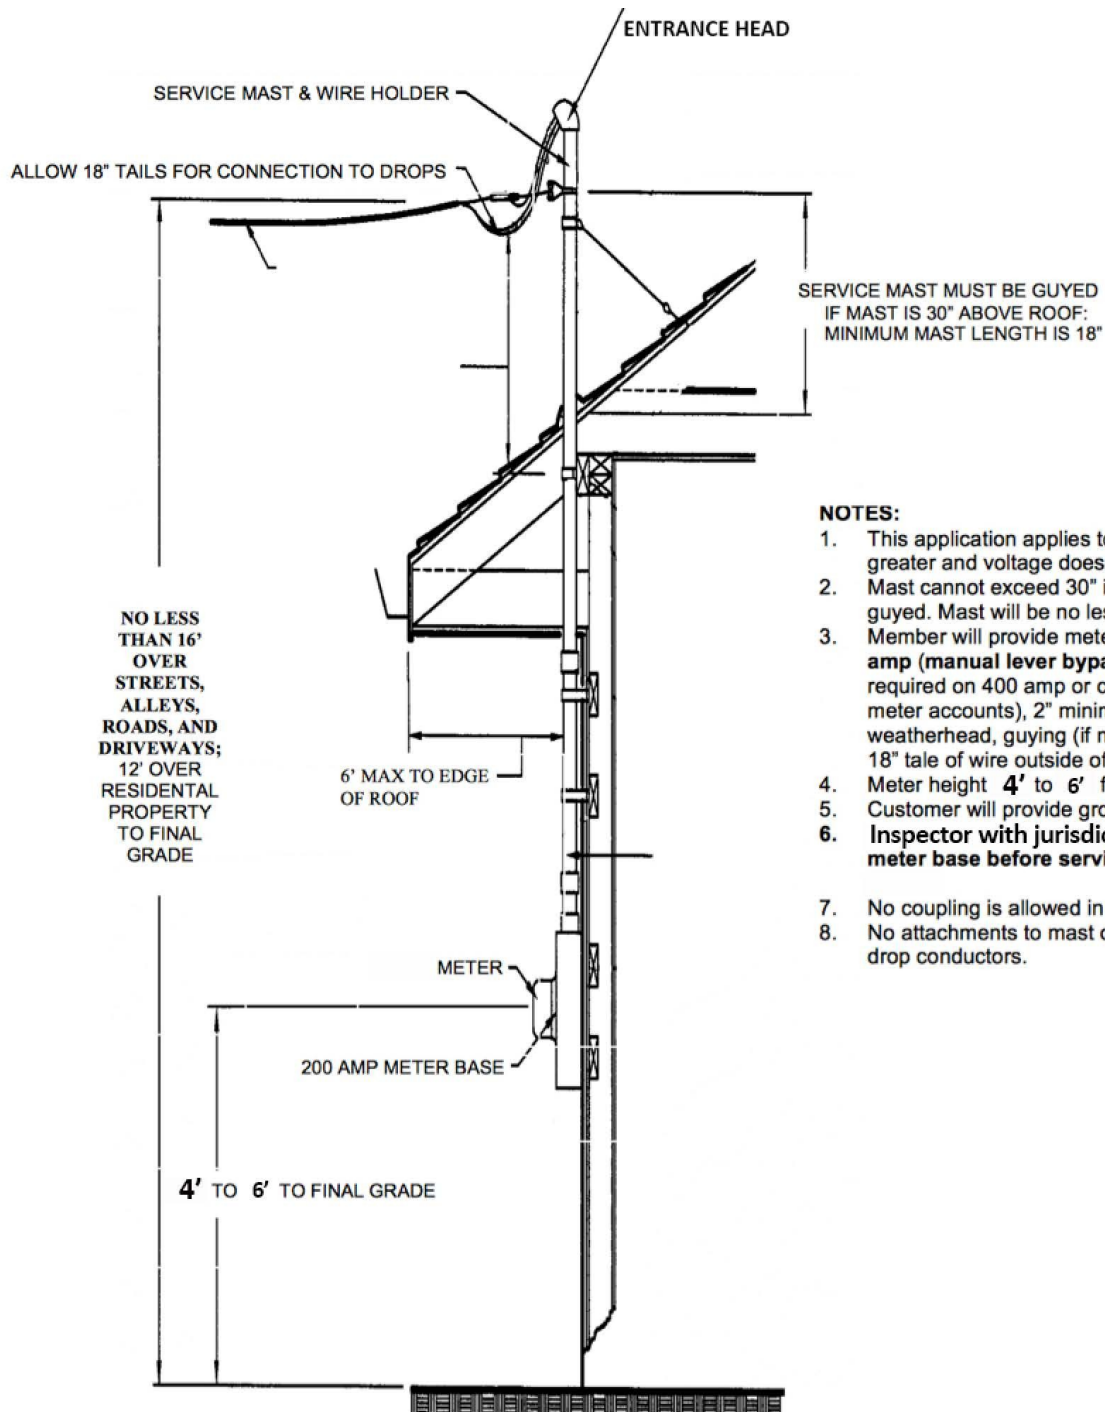 ENTRANCE HEAD
SERVICE MAST & WIRE HOLDER
ALLOW 18" TAILS FOR CONNECTION TO DROPS
SERVICE MAST MUST BE GUYED
IF MAST IS 30" ABOVE ROOF:
MINIMUM MAST LENGTH IS 18"
NO LESS
THAN 16'
OVER
STREETS,
ALLEYS,
ROADS, AND
DRIVEWAYS;
12' OVER
RESIDENTAL
PROPERTY
TO FINAL
GRADE
6' MAX TO EDGE
OF ROOF
METER
200 AMP METER BASE
4' TO 6' TO FINAL GRADE
NOTES:
1. This application applies to
greater and voltage does
2. Mast cannot exceed 30" i
guyed. Mast will be no les
3. Member will provide mete
amp (manual lever bypa
required on 400 amp or c
meter accounts), 2" minin
weatherhead, guying (if n
18" tale of wire outside of
4. Meter height 4' to 6' f
5. Customer will provide gro
6. Inspector with jurisdic
meter base before servi
7. No coupling is allowed in
8. No attachments to mast c
drop conductors.